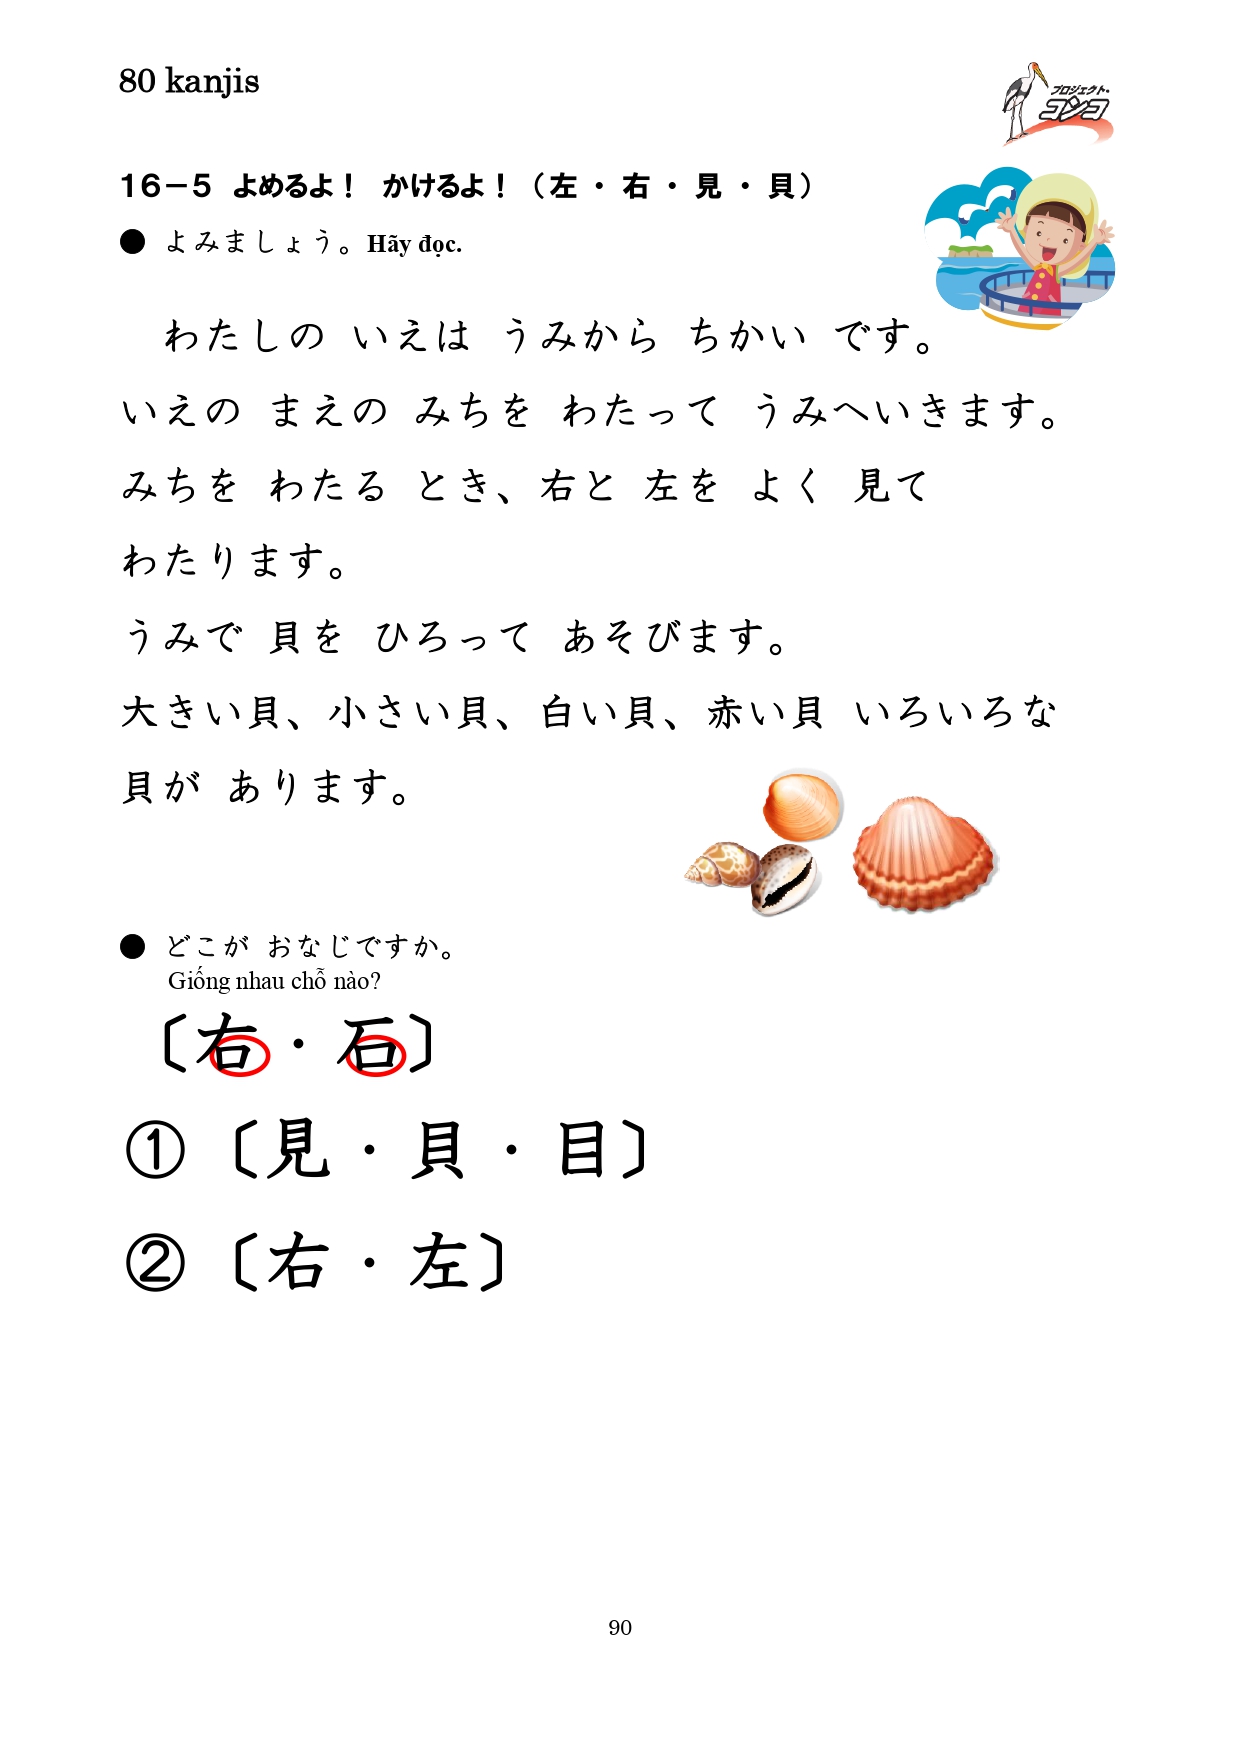 80 kanjis
プロジェクト・
コンコ
16－5 よめるよ！ かけるよ！（左・右・見・貝）
● よみましょう。Hãy đọc.
わたしの いえは うみから ちかい です。
いえの まえの みちを わたって うみへいきます。
みちを わたる とき、右と 左を よく 見て
わたります。
うみで 貝を ひろって あそびます。
大きい貝、小さい貝、白い貝、赤い貝 いろいろな
貝が あります。
● どこが おなじですか。
Giống nhau chỗ nào?
〔右・石〕
① 〔見・貝・目〕
② 〔右・左〕
90